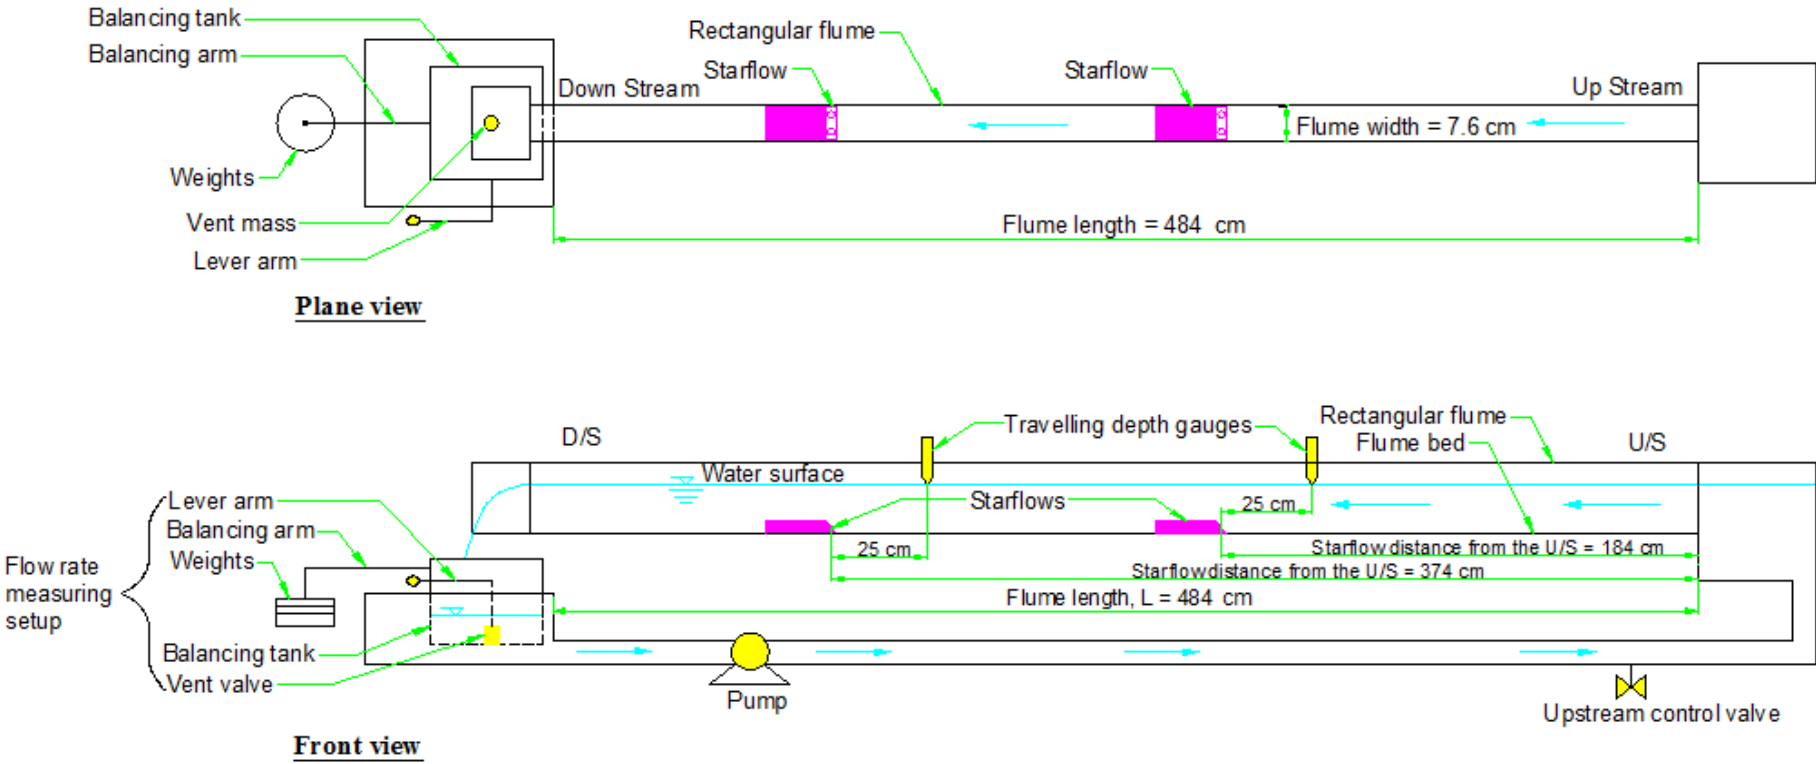 Balancing tank
Balancing arm
Rectangular flume
Starflow
Starflow
Down Stream
Up Stream
Flume width = 7.6 cm
Weights
Vent mass
Lever arm
Flume length = 484 cm
Plane view
D/S
Travelling depth gauges
Rectangular flume
Flume bed
U/S
Water surface
Lever arm
Balancing arm
Weights
Flow rate
measuring
setup
Starflows
25 cm
25 cm
Starflow distance from the U/S = 184 cm
Starflow distance from the U/S = 374 cm
Flume length, L = 484 cm
Balancing tank
Vent valve
Pump
Upstream control valve
Front view